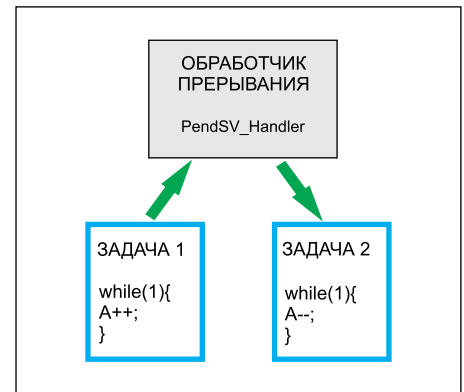 ОБРАБОТЧИК
ПРЕРЫВАНИЯ
PendSV_Handler
ЗАДАЧА 1
while(1){
A++;
}
ЗАДАЧА 2
while(1){
A--;
}